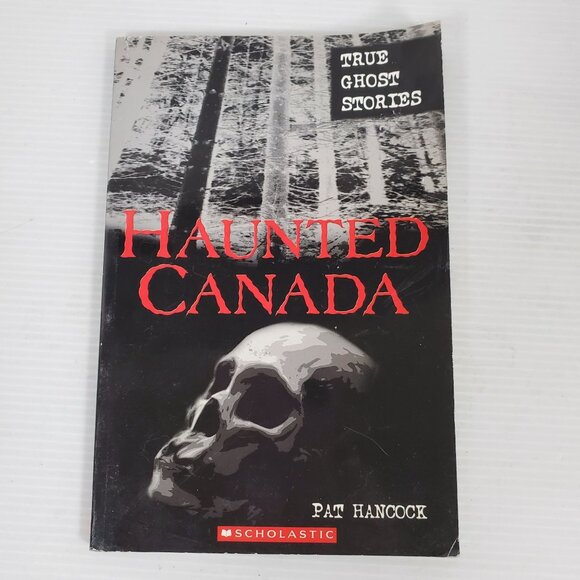 TRUE
GHOST
STORIES
HAUNTED
CANADA
PAT HANCOCK
SCHOLASTIC